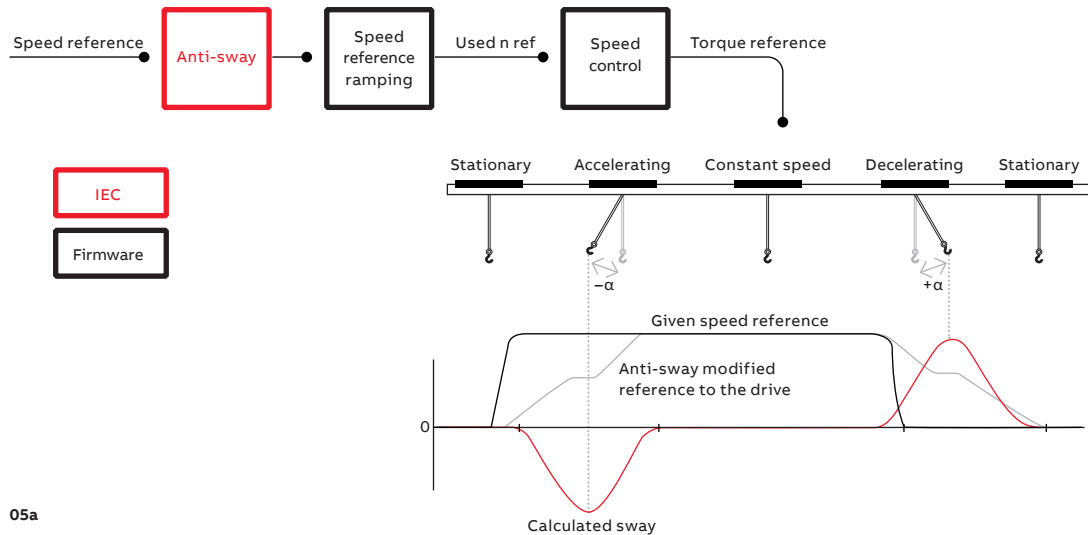 Speed reference
Anti-sway
Speed
reference
ramping
Used n ref
Speed
control
Torque reference
IEC
Firmware
Stationary
Accelerating
Constant speed
Decelerating
Stationary
–α
+α
Given speed reference
Anti-sway modified
reference to the drive
0
Calculated sway
05a